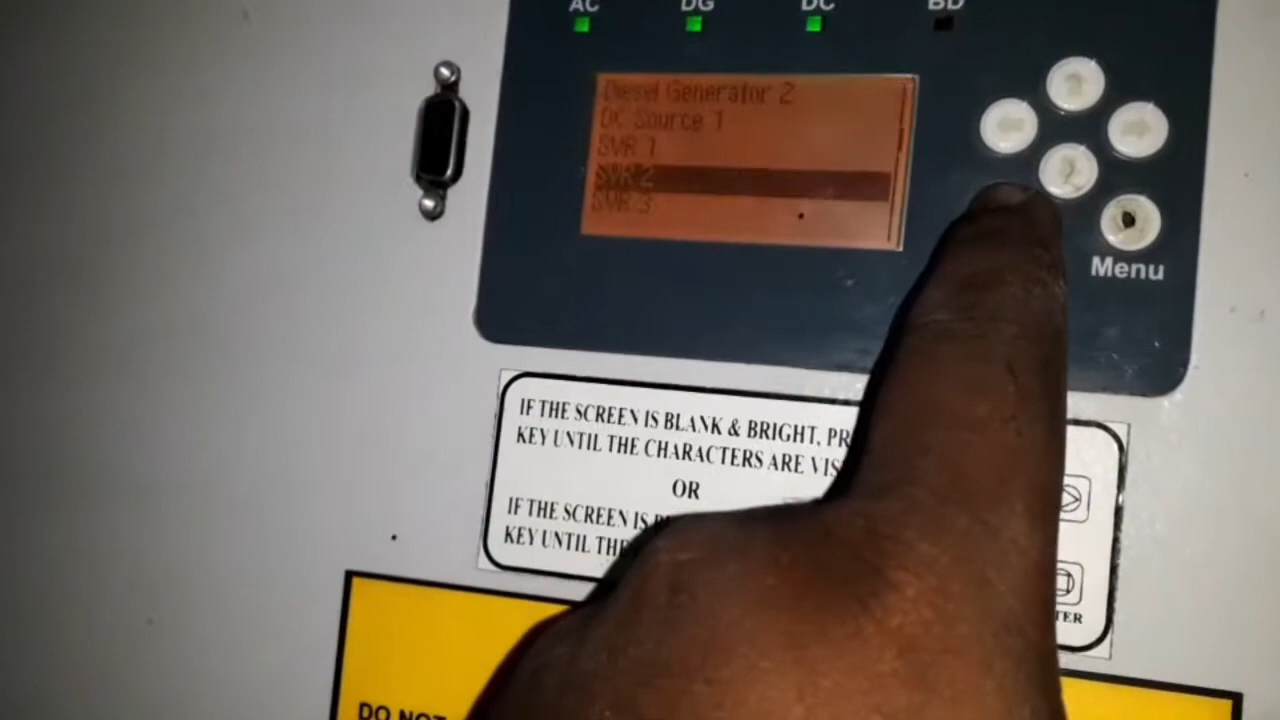 AC DG DC BD
Diesel Generator 2
DC Source 1
SVR 1
SVR 2
SVR 3
Menu
IF THE SCREEN IS BLANK & BRIGHT, PR
KEY UNTIL THE CHARACTERS ARE VIS
OR
IF THE SCREEN IS
KEY UNTIL THE
TER
DO NOT